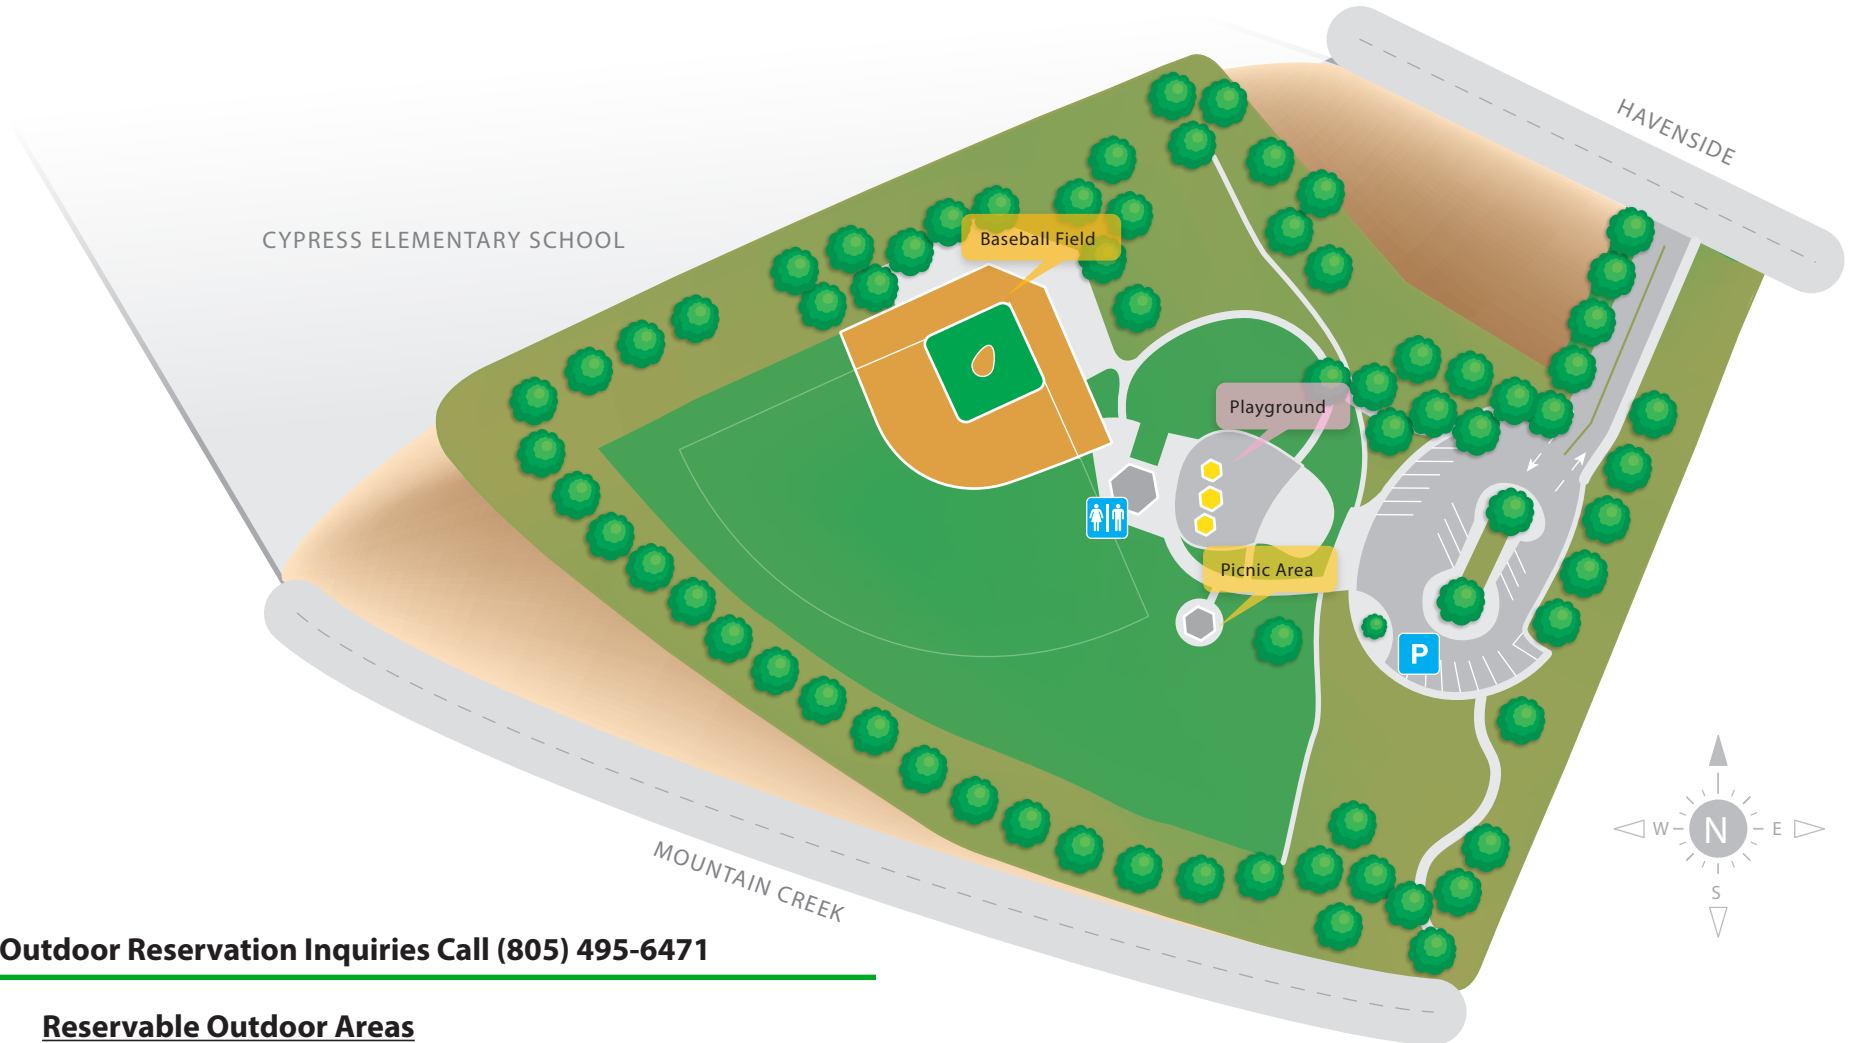 HAVENSIDE
CYPRESS ELEMENTARY SCHOOL
Baseball Field
Playground
Picnic Area
P
W
N
E
S
MOUNTAIN CREEK
Outdoor Reservation Inquiries Call (805) 495-6471
Reservable Outdoor Areas